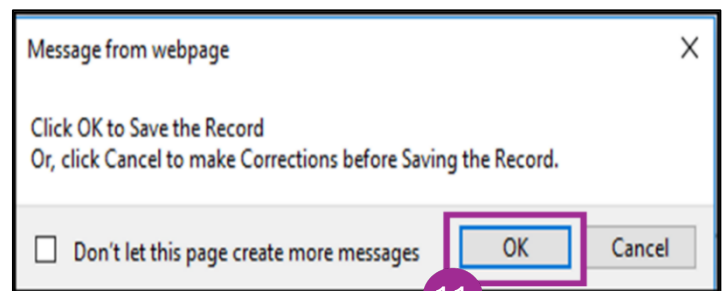 Message from webpage
Click OK to Save the Record
Or, click Cancel to make Corrections before Saving the Record.
Don't let this page create more messages
OK
Cancel